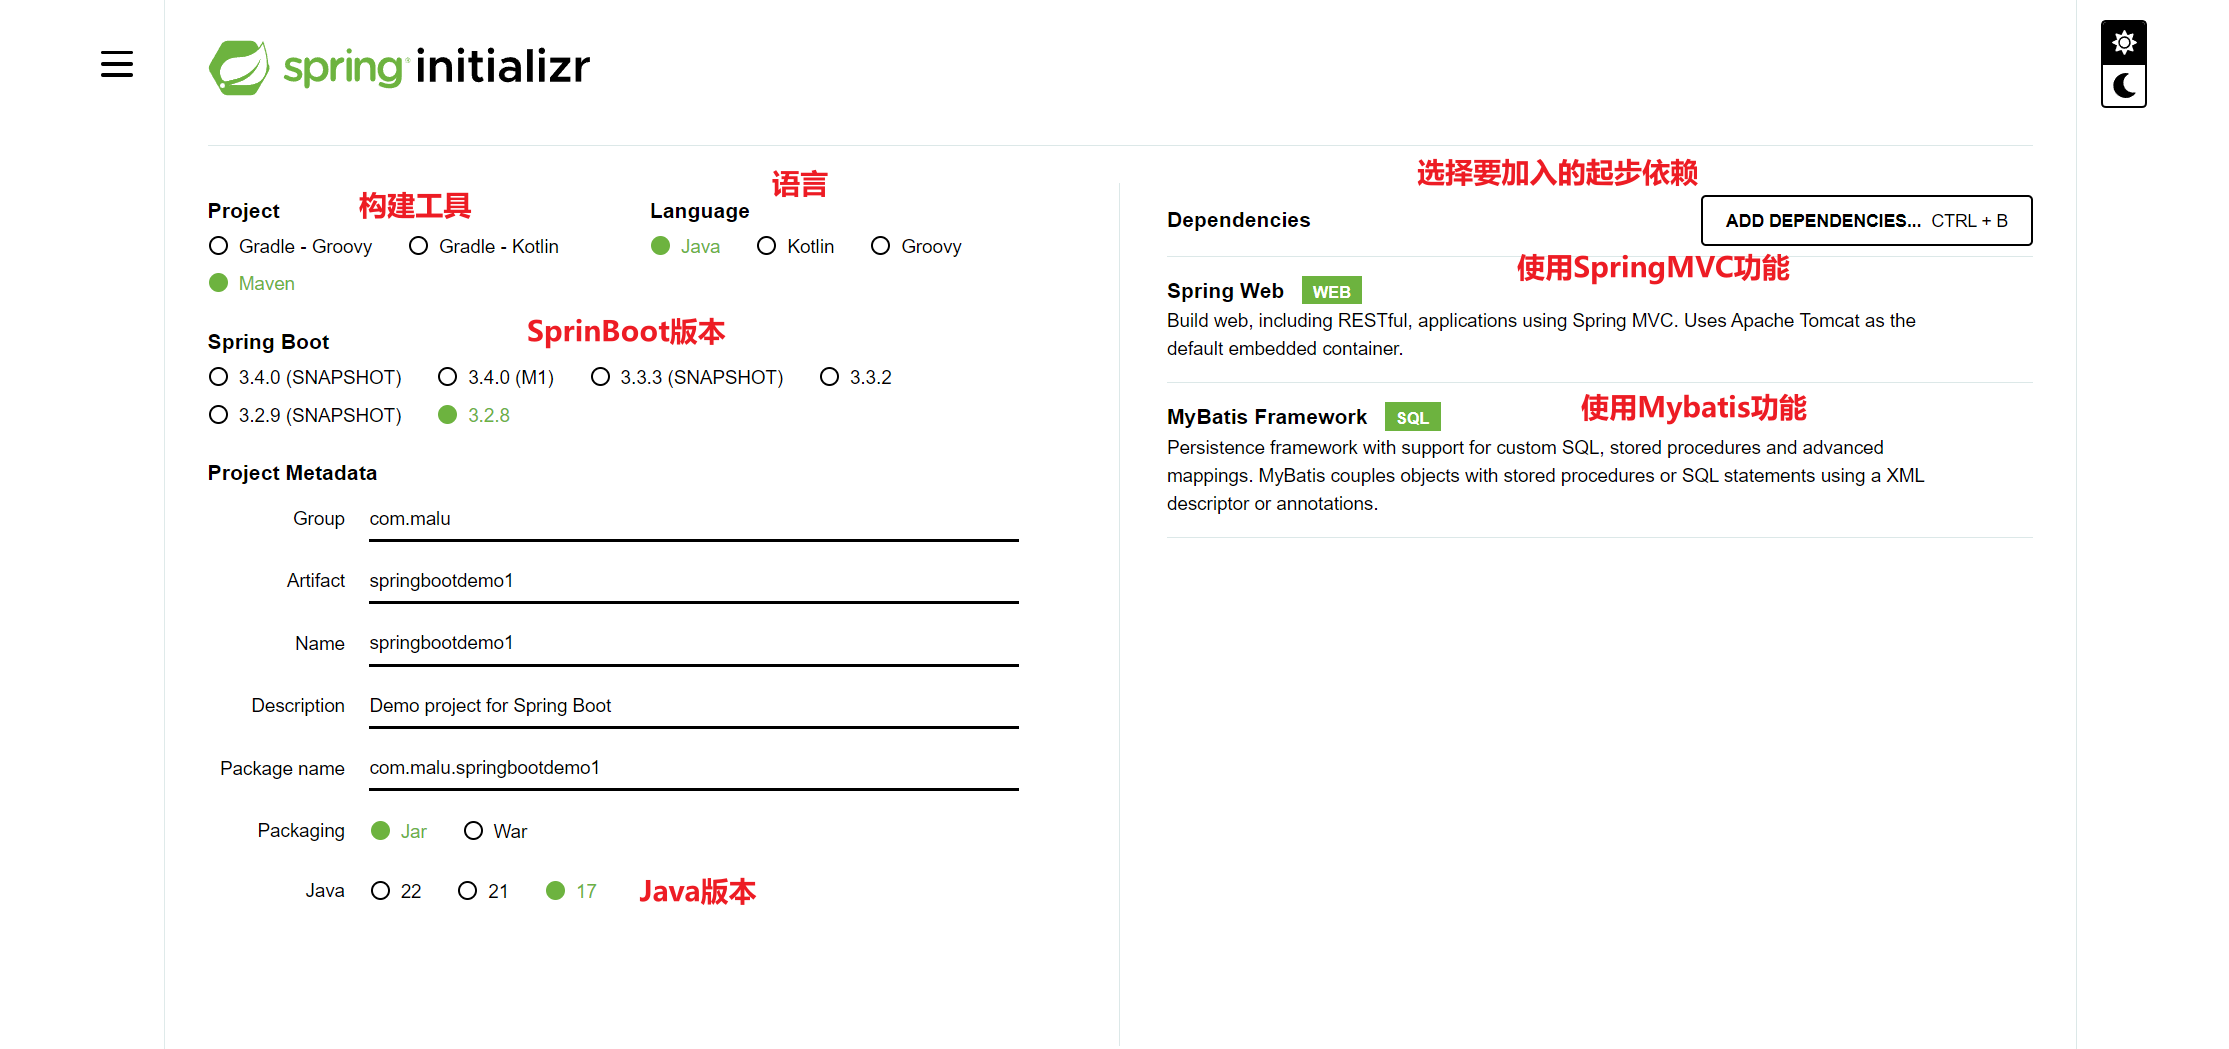 spring initializr
Project
构建工具
Gradle - Groovy
Gradle - Kotlin
Maven
Language
语言
Java
Kotlin
Groovy
Spring Boot
SprinBoot版本
3.4.0 (SNAPSHOT)
3.4.0 (M1)
3.3.3 (SNAPSHOT)
3.3.2
3.2.9 (SNAPSHOT)
3.2.8
Project Metadata
Group com.malu
Artifact springbootdemo1
Name springbootdemo1
Description Demo project for Spring Boot
Package name com.malu.springbootdemo1
Packaging Jar War
Java 22 21 17 Java版本
选择要加入的起步依赖
Dependencies
ADD DEPENDENCIES... CTRL + B
使用SpringMVC功能
Spring Web WEB
Build web, including RESTful, applications using Spring MVC. Uses Apache Tomcat as the
default embedded container.
使用Mybatis功能
MyBatis Framework SQL
Persistence framework with support for custom SQL, stored procedures and advanced
mappings. MyBatis couples objects with stored procedures or SQL statements using a XML
descriptor or annotations.